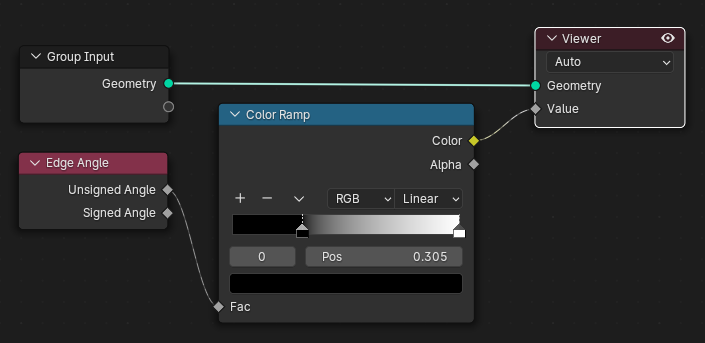 Group Input
Geometry
Edge Angle
Unsigned Angle
Signed Angle
Color Ramp
Color
Alpha
RGB
Linear
0
Pos
0.305
Fac
Viewer
Auto
Geometry
Value